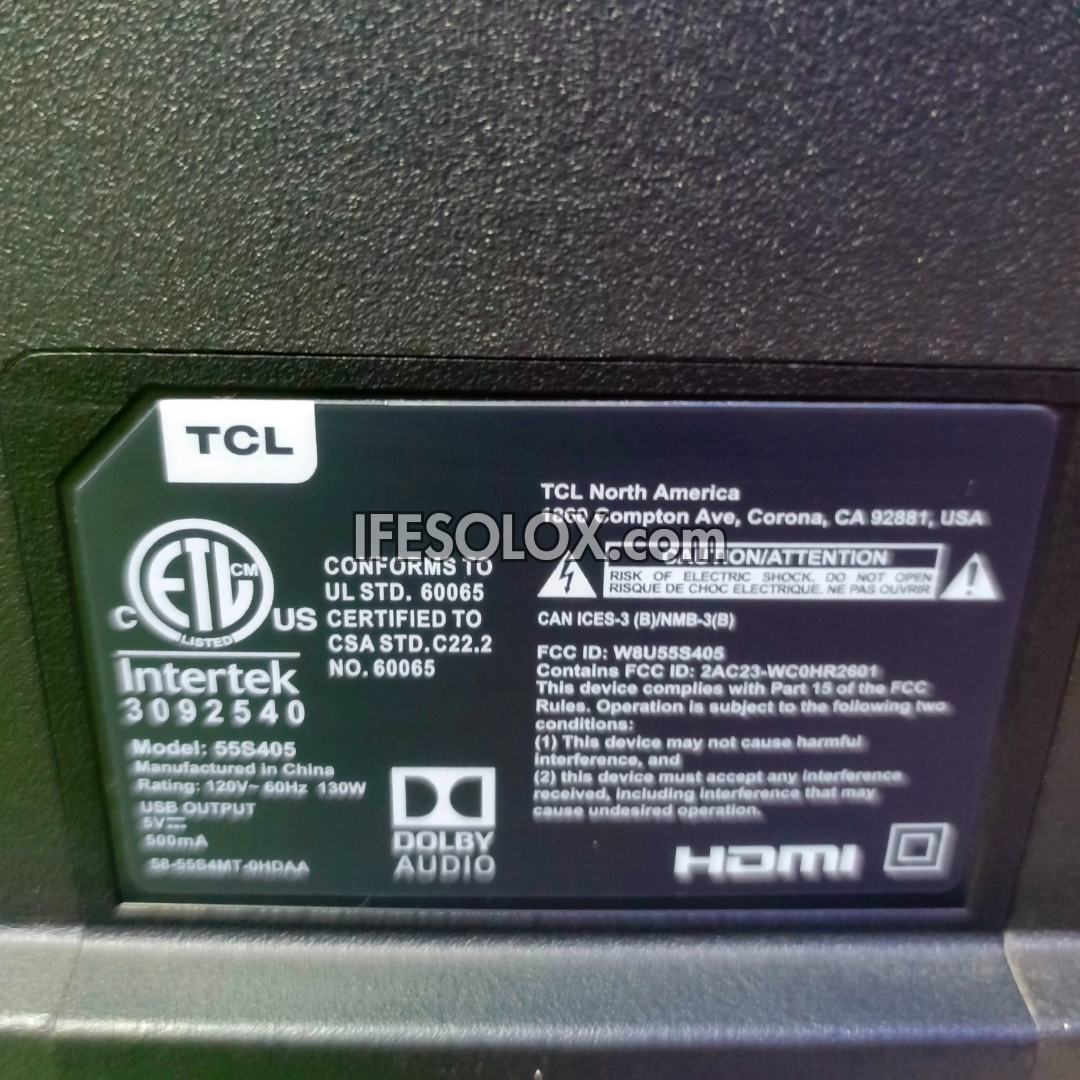 TCL
C
ETL
CM
LISTED
US
Intertek
3092540
CONFORMS TO
UL STD. 60065
CERTIFIED TO
CSA STD.C22.2
NO. 60065
Model: 55S405
Manufactured in China
Rating: 120V~ 60Hz 130W
USB OUTPUT
5V
500mA
58-55S4MT-0HDAA
DOLBY
AUDIO
TCL North America
1860 Compton Ave, Corona, CA 92881, USA
IFESOLOX.com
CAUTION/ATTENTION
RISK OF ELECTRIC SHOCK. DO NOT OPEN
RISQUE DE CHOC ELECTRIQUE. NE PAS OUVRIR
CAN ICES-3 (B)/NMB-3(B)
FCC ID: W8U55S405
Contains FCC ID: 2AC23-WC0HR2601
This device complies with Part 15 of the FCC
Rules. Operation is subject to the following two
conditions:
(1) This device may not cause harmful
interference, and
(2) this device must accept any interference
received, including interference that may
cause undesired operation.
HDMI